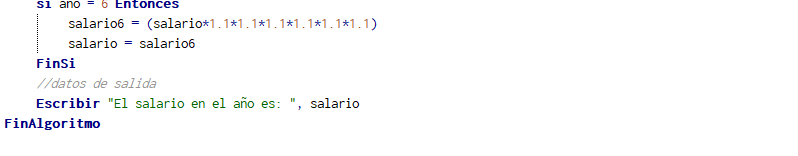 si año = 6 Entonces
salario6 = (salario*1.1*1.1*1.1*1.1*1.1*1.1)
salario = salario6
FinSi
//datos de salida
Escribir "El salario en el año es: ", salario
FinAlgoritmo